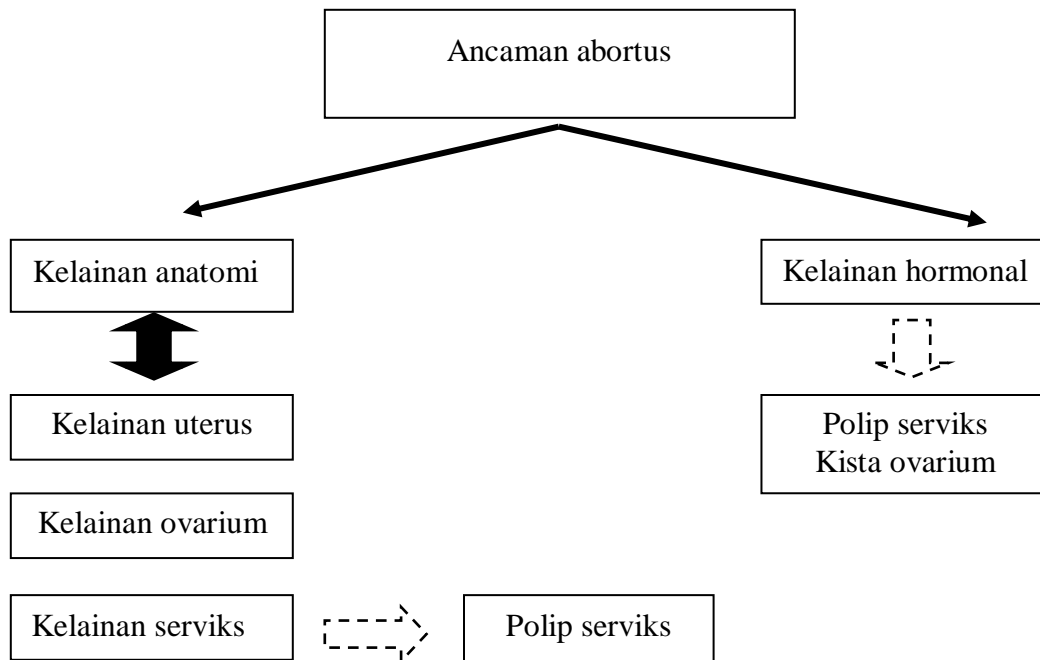 Ancaman abortus
Kelainan anatomi
Kelainan hormonal
Kelainan uterus
Polip serviks
Kista ovarium
Kelainan ovarium
Kelainan serviks
Polip serviks